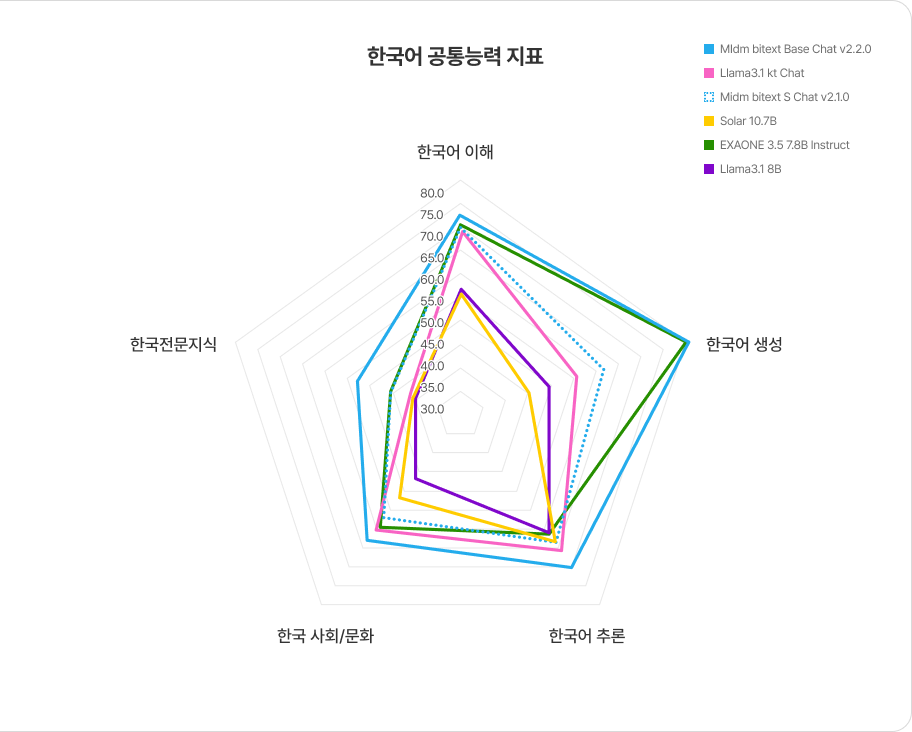 한국어 공통능력 지표
MIdm bitext Base Chat v2.2.0
Llama3.1 kt Chat
Midm bitext S Chat v2.1.0
Solar 10.7B
EXAONE 3.5 7.8B Instruct
Llama3.1 8B
한국어 이해
80.0
75.0
70.0
65.0
60.0
55.0
50.0
45.0
40.0
35.0
30.0
한국전문지식
한국어 생성
한국 사회/문화
한국어 추론